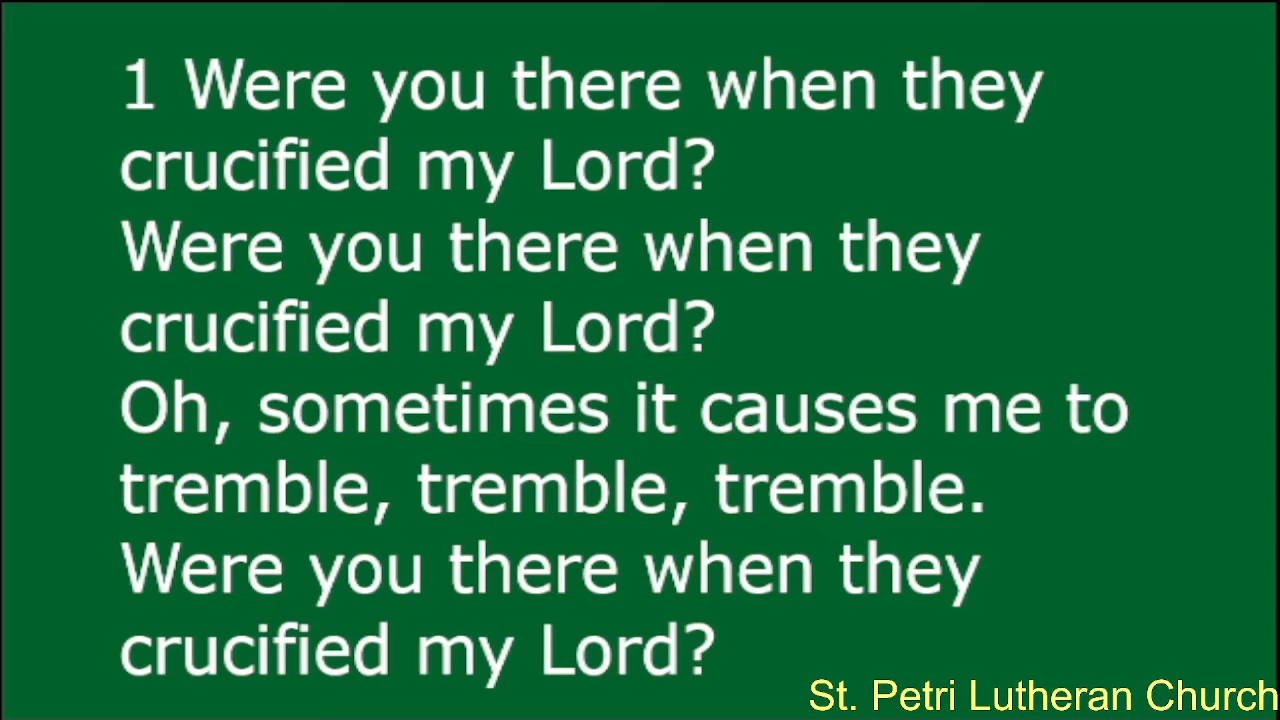 1 Were you there when they
crucified my Lord?
Were you there when they
crucified my Lord?
Oh, sometimes it causes me to
tremble, tremble, tremble.
Were you there when they
crucified my Lord?
St. Petri Lutheran Church